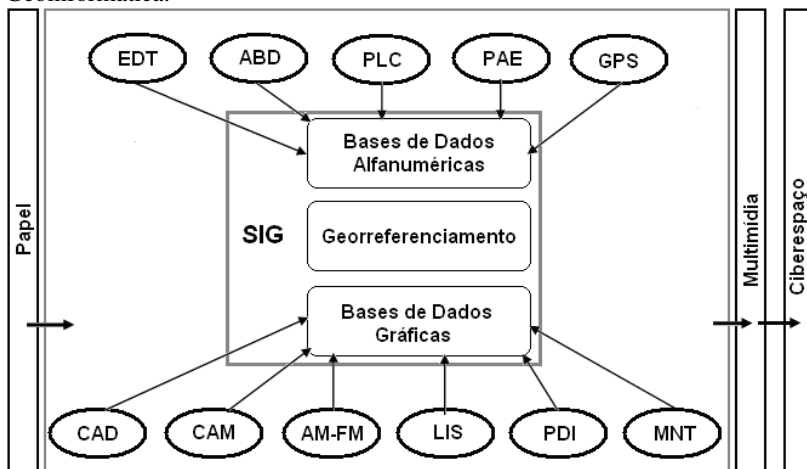 Geoinformática.
EDT
ABD
PLC
PAE
GPS
Bases de Dados
Alfanuméricas
SIG
Georreferenciamento
Bases de Dados
Gráficas
CAD
CAM
AM-FM
LIS
PDI
MNT
Papel
Multimídia
Ciberespaço